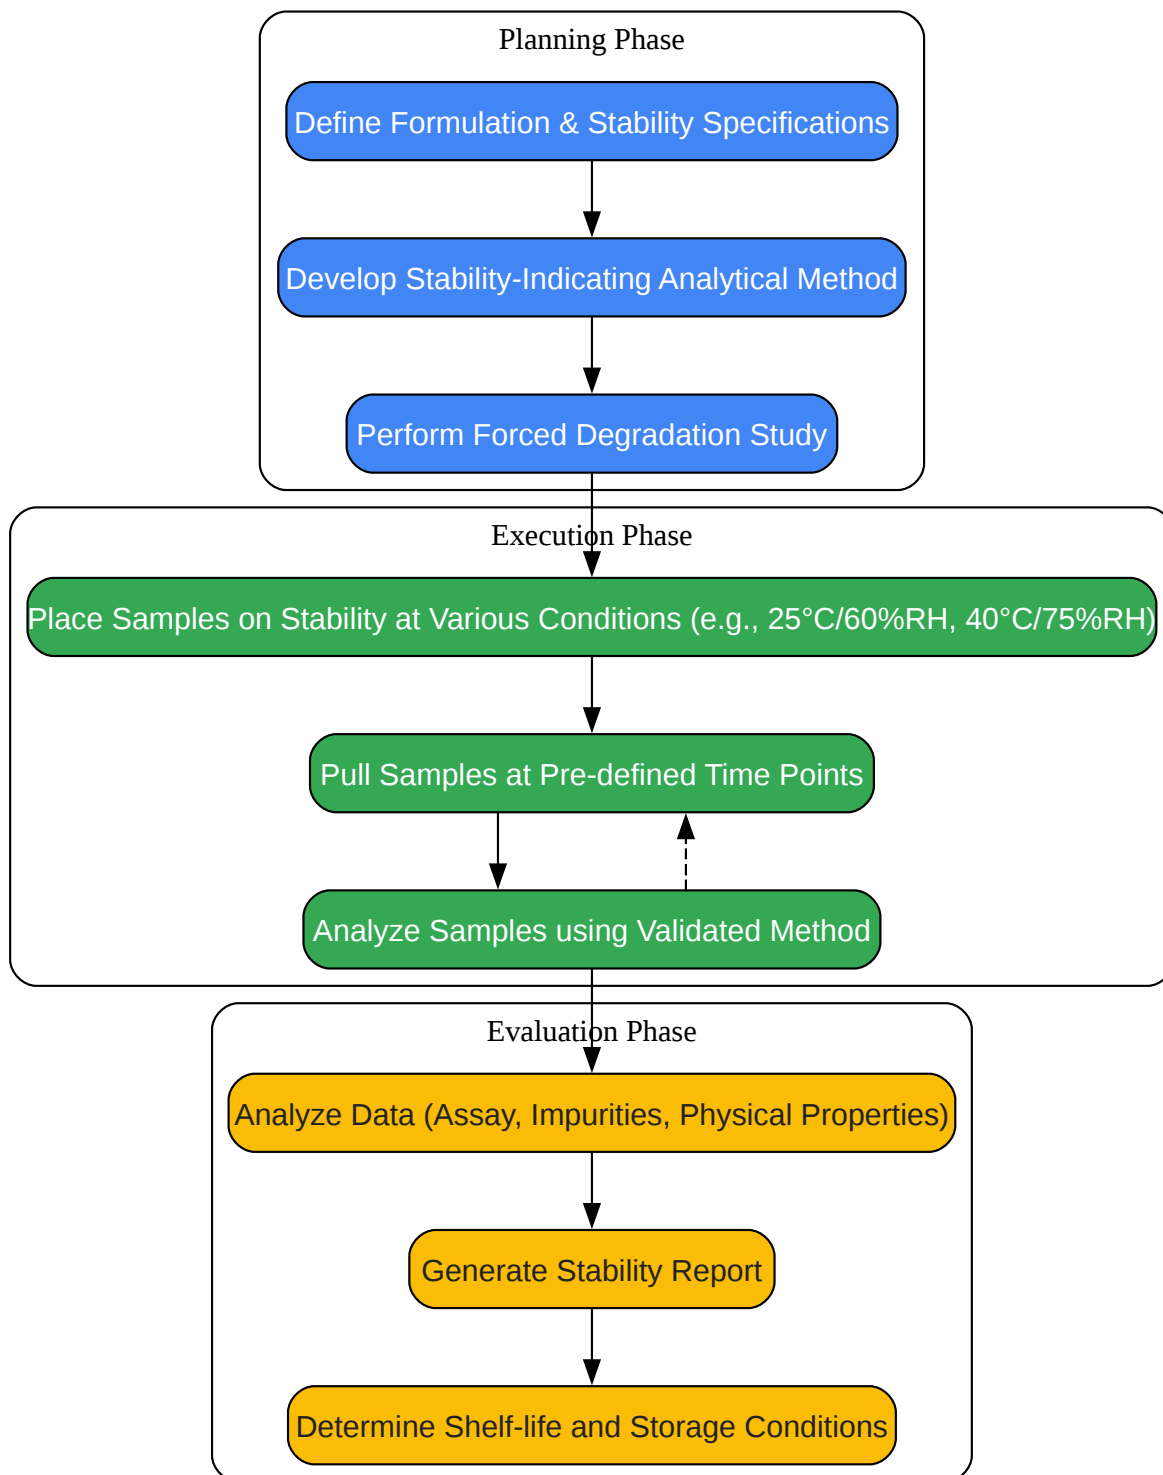 Planning Phase
Define Formulation & Stability Specifications
Develop Stability-Indicating Analytical Method
Perform Forced Degradation Study
Execution Phase
Place Samples on Stability at Various Conditions (e.g., 25°C/60%RH, 40°C/75%RH)
Pull Samples at Pre-defined Time Points
Analyze Samples using Validated Method
Evaluation Phase
Analyze Data (Assay, Impurities, Physical Properties)
Generate Stability Report
Determine Shelf-life and Storage Conditions